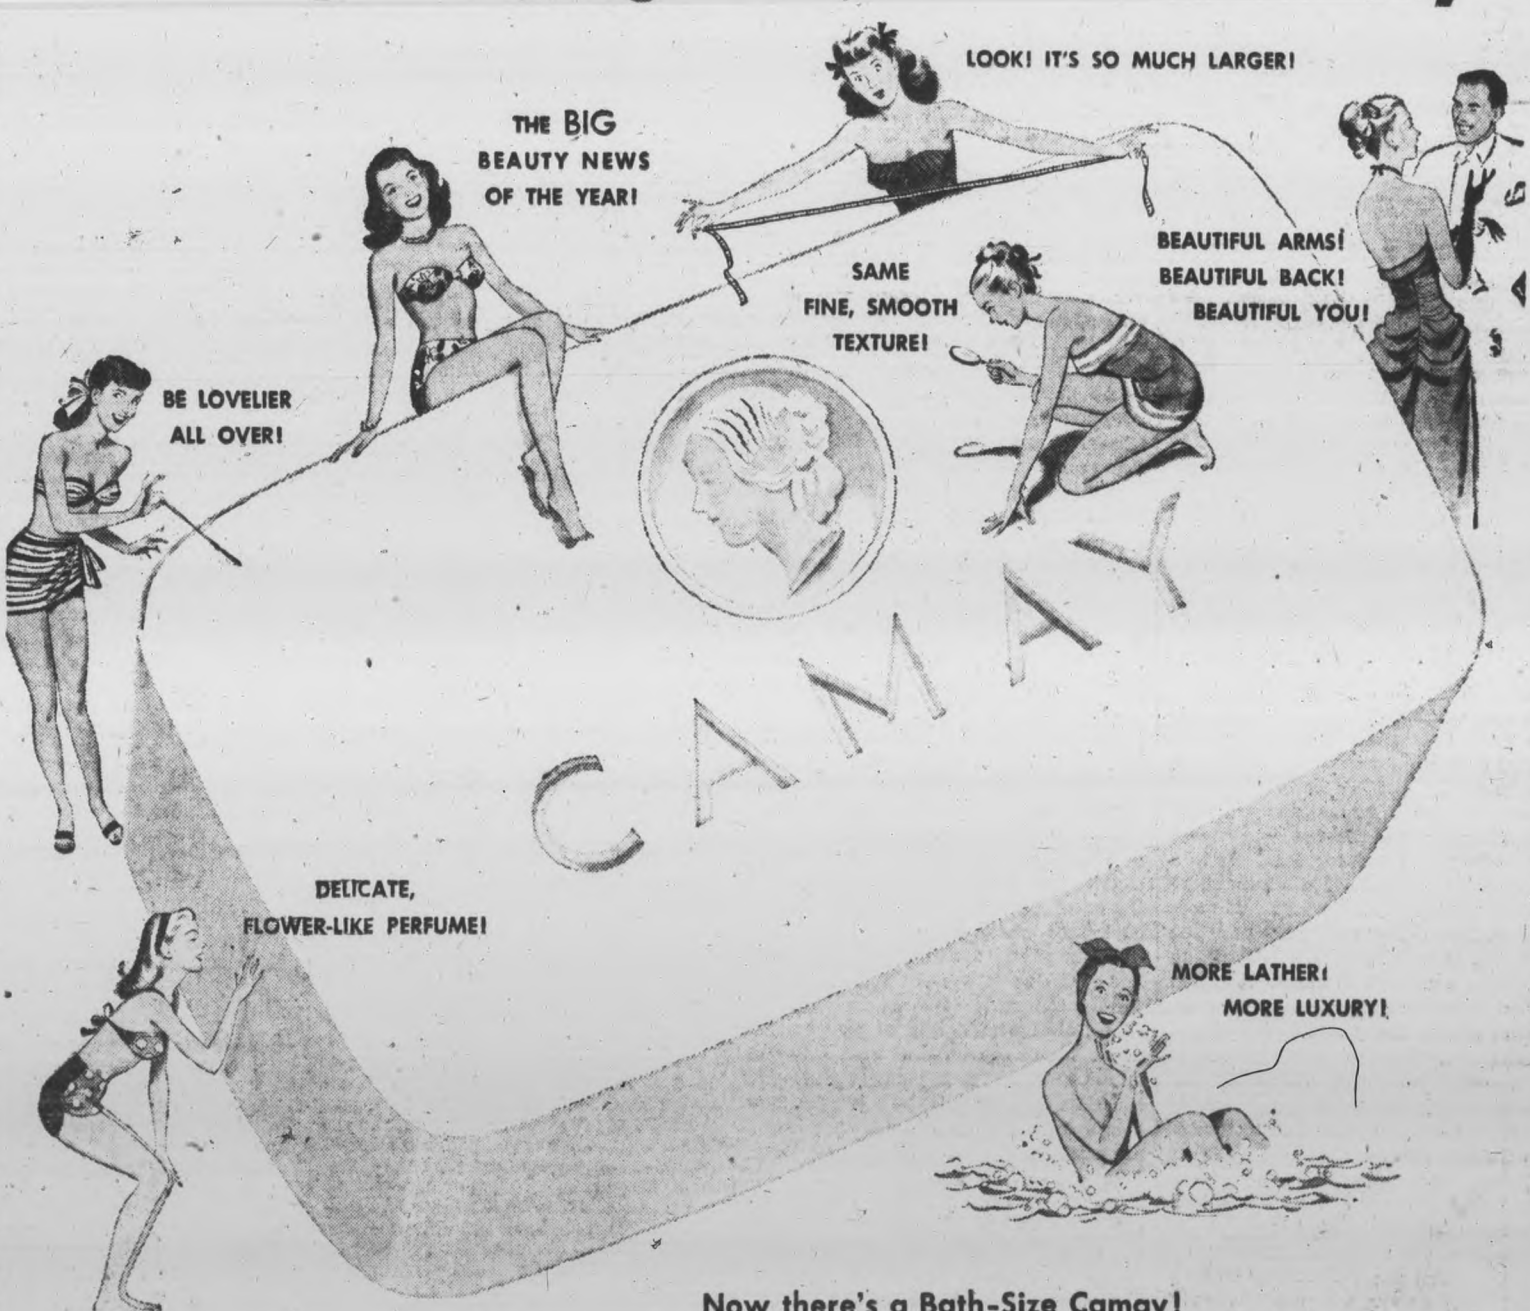 LOOK! IT'S SO MUCH LARGER!
THE BIG
BEAUTY NEWS
OF THE YEAR!
BEAUTIFUL ARMS!
BEAUTIFUL BACK!
BEAUTIFUL YOU!
SAME
FINE, SMOOTH
TEXTURE!
BE LOVELIER
ALL OVER!
CAMAY
DELICATE,
FLOWER-LIKE PERFUME!
MORE LATHER!
MORE LUXURY!
Now there's a Bath-Size Camay!